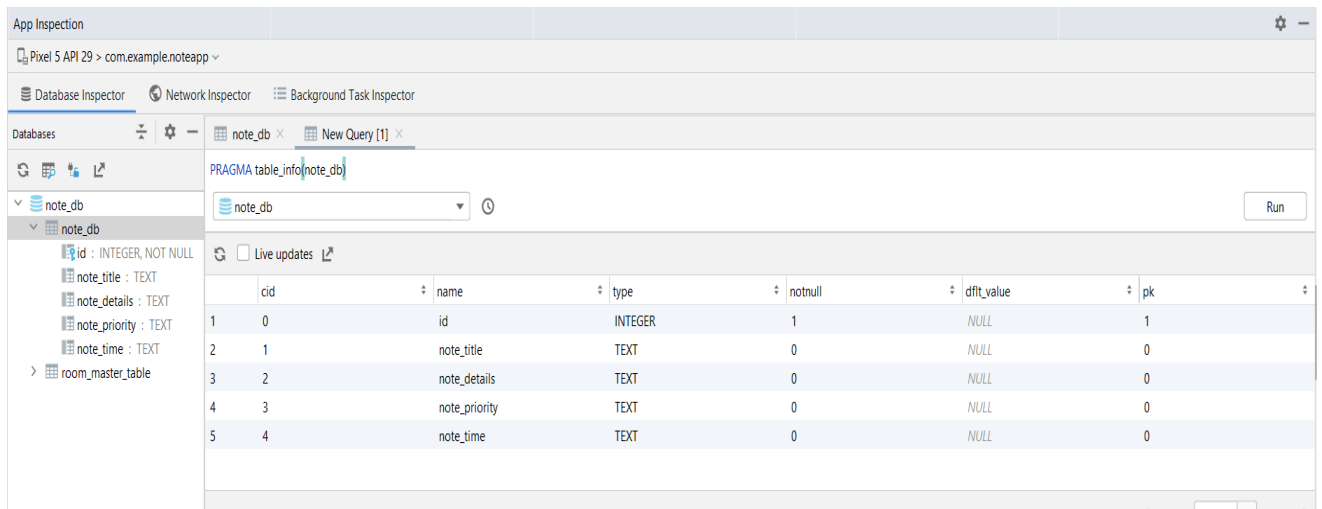 App Inspection
Pixel 5 API 29 > com.example.noteapp
Database Inspector Network Inspector Background Task Inspector
Databases note_db New Query [1]
PRAGMA table_info(note_db)
note_db note_db Run
note_db
id : INTEGER, NOT NULL Live updates
note_title : TEXT
note_details : TEXT
note_priority : TEXT
note_time : TEXT
room_master_table
cid name type notnull dflt_value pk
1 0 id INTEGER 1 NULL 1
2 1 note_title TEXT 0 NULL 0
3 2 note_details TEXT 0 NULL 0
4 3 note_priority TEXT 0 NULL 0
5 4 note_time TEXT 0 NULL 0